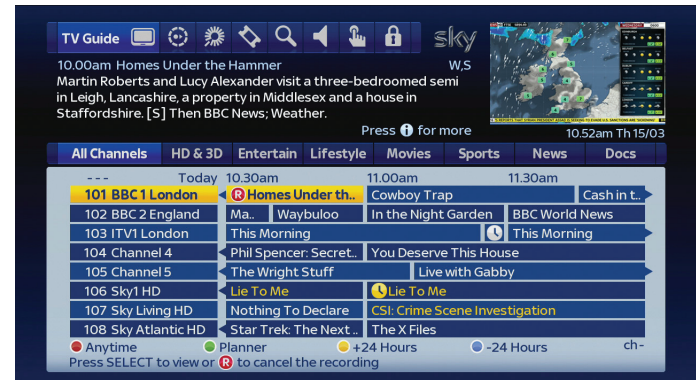 TV Guide
sky
10.00am Homes Under the Hammer W,S
Martin Roberts and Lucy Alexander visit a three-bedroomed semi
in Leigh, Lancashire, a property in Middlesex and a house in
Staffordshire. [S] Then BBC News; Weather.
Press i for more
10.52am Th 15/03
All Channels HD & 3D Entertain Lifestyle Movies Sports News Docs
--- Today 10.30am 11.00am 11.30am
101 BBC 1 London R Homes Under th.. Cowboy Trap Cash in t..
102 BBC 2 England Ma.. Waybuloo In the Night Garden BBC World News
103 ITV1 London This Morning This Morning
104 Channel 4 Phil Spencer: Secret.. You Deserve This House
105 Channel 5 The Wright Stuff Live with Gabby
106 Sky1 HD Lie To Me Lie To Me
107 Sky Living HD Nothing To Declare CSI: Crime Scene Investigation
108 Sky Atlantic HD Star Trek: The Next .. The X Files
Anytime Planner +24 Hours -24 Hours ch-
Press SELECT to view or R to cancel the recording